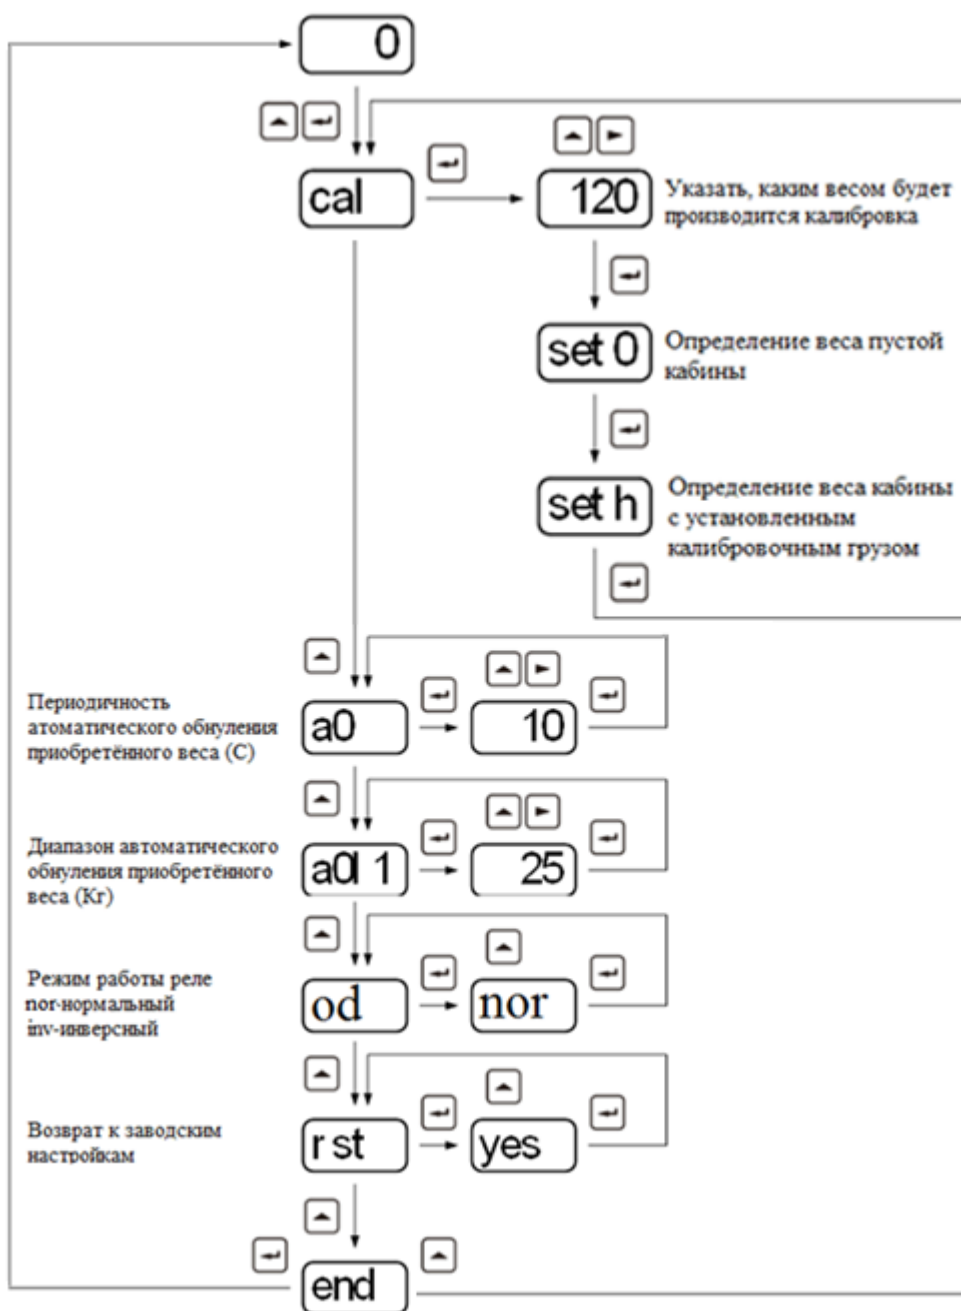 0
cal
120
Указать, каким весом будет
производится калибровка
set 0
Определение веса пустой
кабины
set h
Определение веса кабины
с установленным
калибровочным грузом
Периодичность
атоматического обнуления
приобретённого веса (С)
a0
10
Диапазон автоматического
обнуления приобретённого
веса (Кг)
a0l 1
25
Режим работы реле
nor-нормальный
inv-инверсный
od
nor
Возврат к заводским
настройкам
r st
yes
end